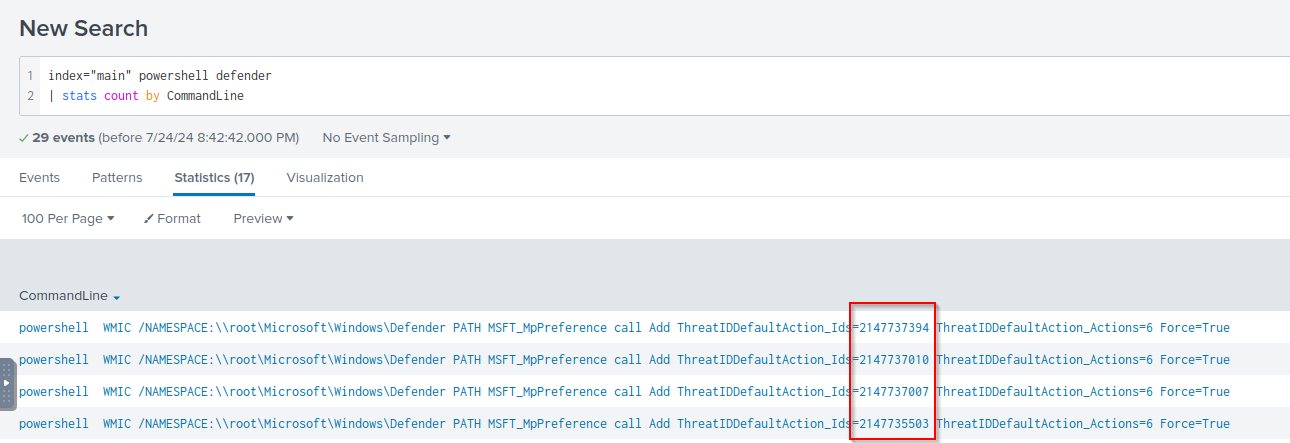 New Search
1 index="main" powershell defender
2 | stats count by CommandLine
29 events (before 7/24/24 8:42:42.000 PM) No Event Sampling
Events Patterns Statistics (17) Visualization
100 Per Page Format Preview
CommandLine
powershell  WMIC /NAMESPACE:\\root\Microsoft\Windows\Defender PATH MSFT_MpPreference call Add ThreatIDDefaultAction_Ids=2147737394 ThreatIDDefaultAction_Actions=6 Force=True
powershell  WMIC /NAMESPACE:\\root\Microsoft\Windows\Defender PATH MSFT_MpPreference call Add ThreatIDDefaultAction_Ids=2147737010 ThreatIDDefaultAction_Actions=6 Force=True
powershell  WMIC /NAMESPACE:\\root\Microsoft\Windows\Defender PATH MSFT_MpPreference call Add ThreatIDDefaultAction_Ids=2147737007 ThreatIDDefaultAction_Actions=6 Force=True
powershell  WMIC /NAMESPACE:\\root\Microsoft\Windows\Defender PATH MSFT_MpPreference call Add ThreatIDDefaultAction_Ids=2147735503 ThreatIDDefaultAction_Actions=6 Force=True